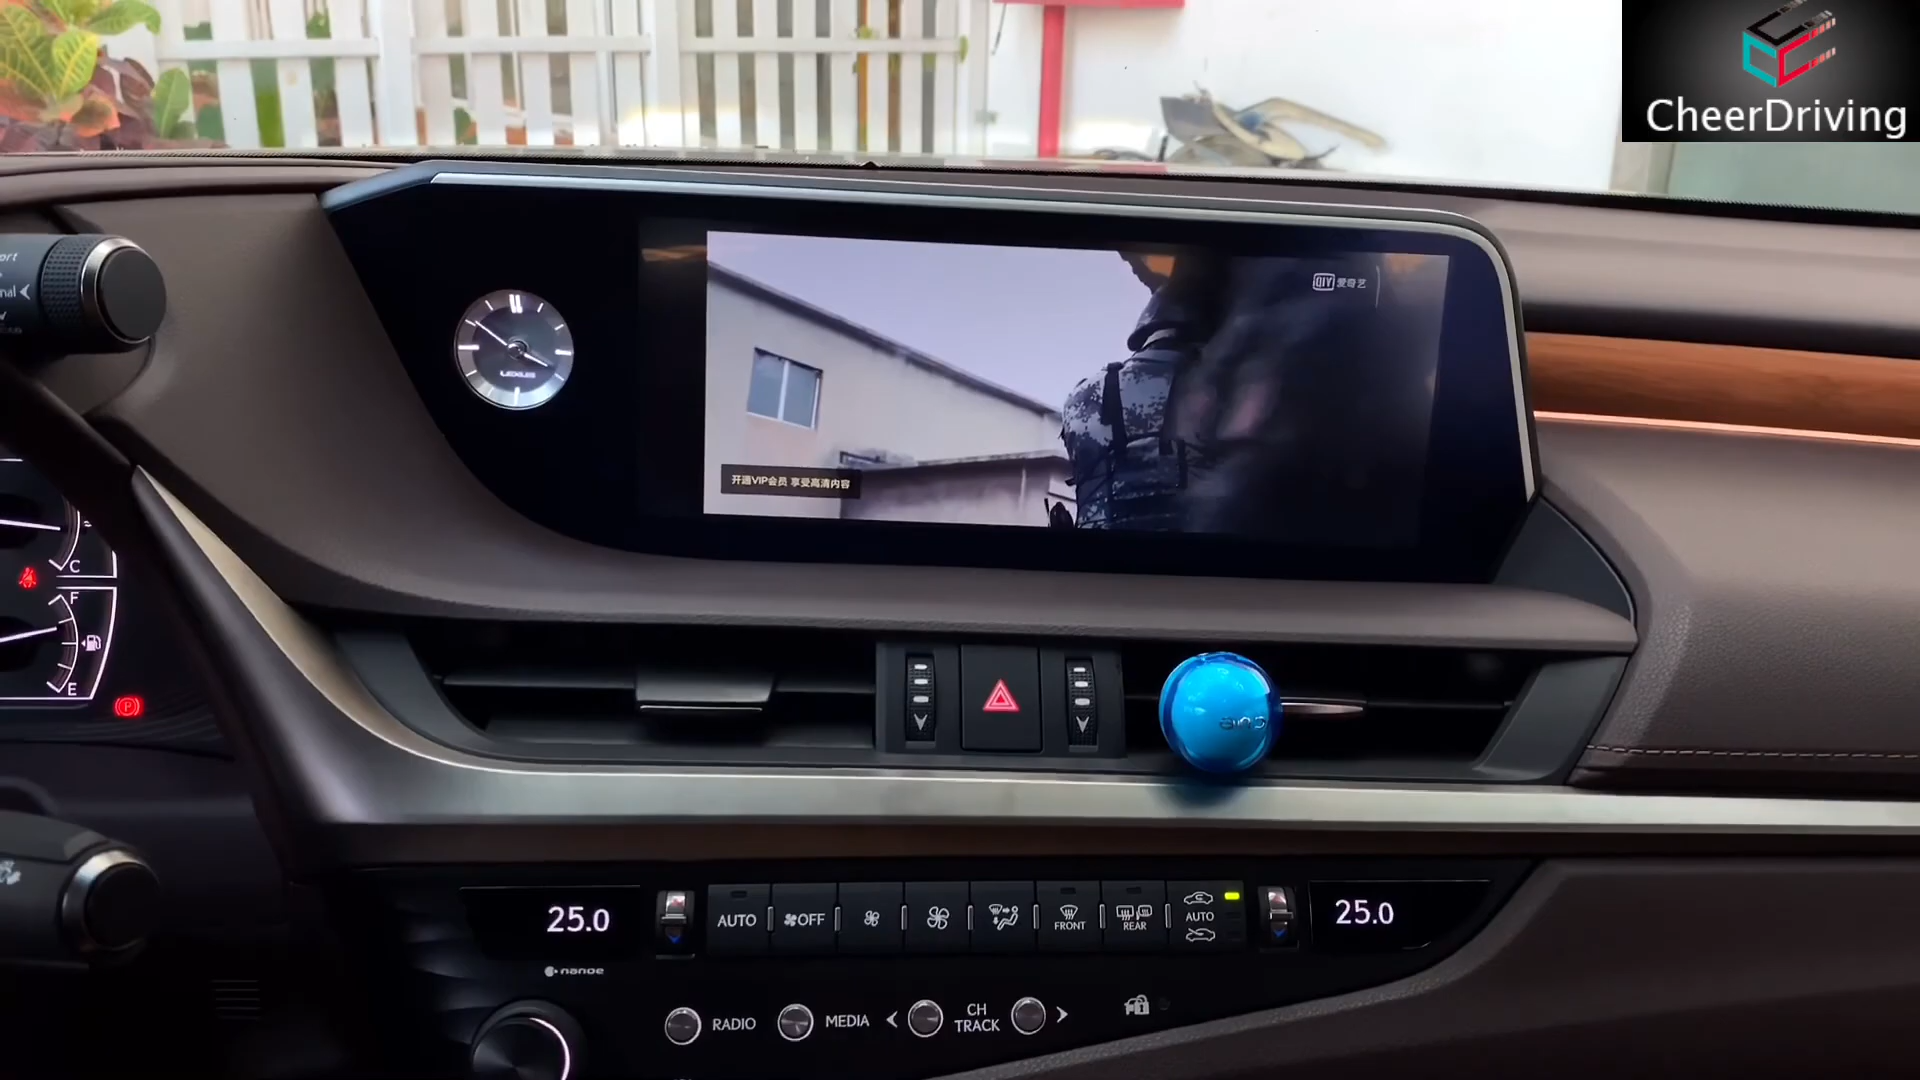 CheerDriving
QIY 爱奇艺
LEXUS
开通VIP会员 享受高清内容
C
F
E
P
25.0
AUTO
OFF
FRONT
REAR
AUTO
25.0
nanoe
RADIO
MEDIA
CH
TRACK